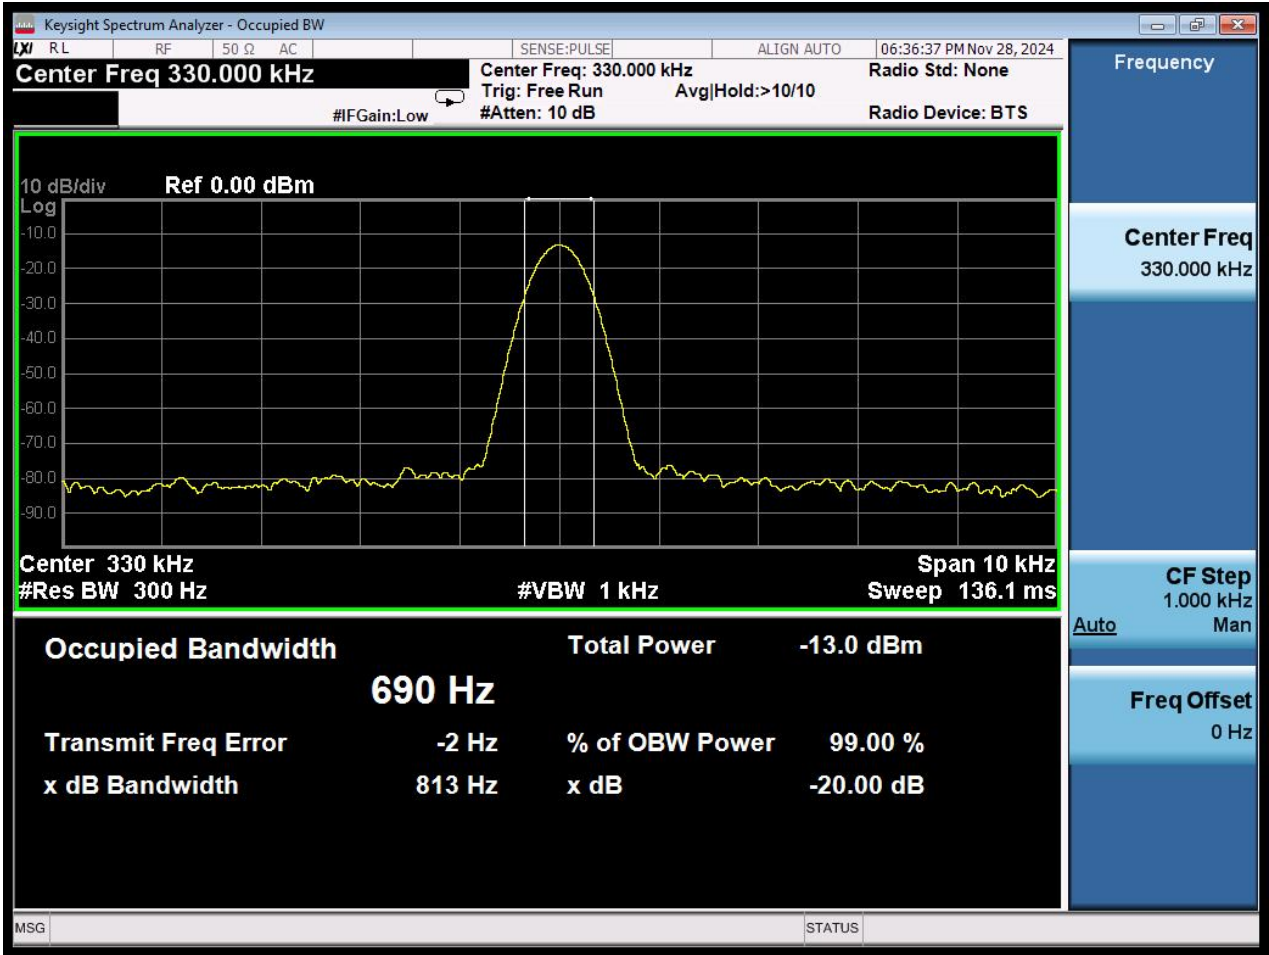 Keysight Spectrum Analyzer - Occupied BW
LXI RL RF 50 Ω AC SENSE:PULSE ALIGN AUTO 06:36:37 PM Nov 28, 2024
Center Freq 330.000 kHz
Center Freq: 330.000 kHz Radio Std: None
Trig: Free Run Avg|Hold:>10/10
#IFGain:Low #Atten: 10 dB Radio Device: BTS
10 dB/div Ref 0.00 dBm
Log
-10.0
-20.0
-30.0
-40.0
-50.0
-60.0
-70.0
-80.0
-90.0
Center 330 kHz Span 10 kHz
#Res BW 300 Hz #VBW 1 kHz Sweep 136.1 ms
Occupied Bandwidth Total Power -13.0 dBm
690 Hz
Transmit Freq Error -2 Hz % of OBW Power 99.00 %
x dB Bandwidth 813 Hz x dB -20.00 dB
MSG STATUS
Frequency
Center Freq
330.000 kHz
CF Step
1.000 kHz
Auto Man
Freq Offset
0 Hz